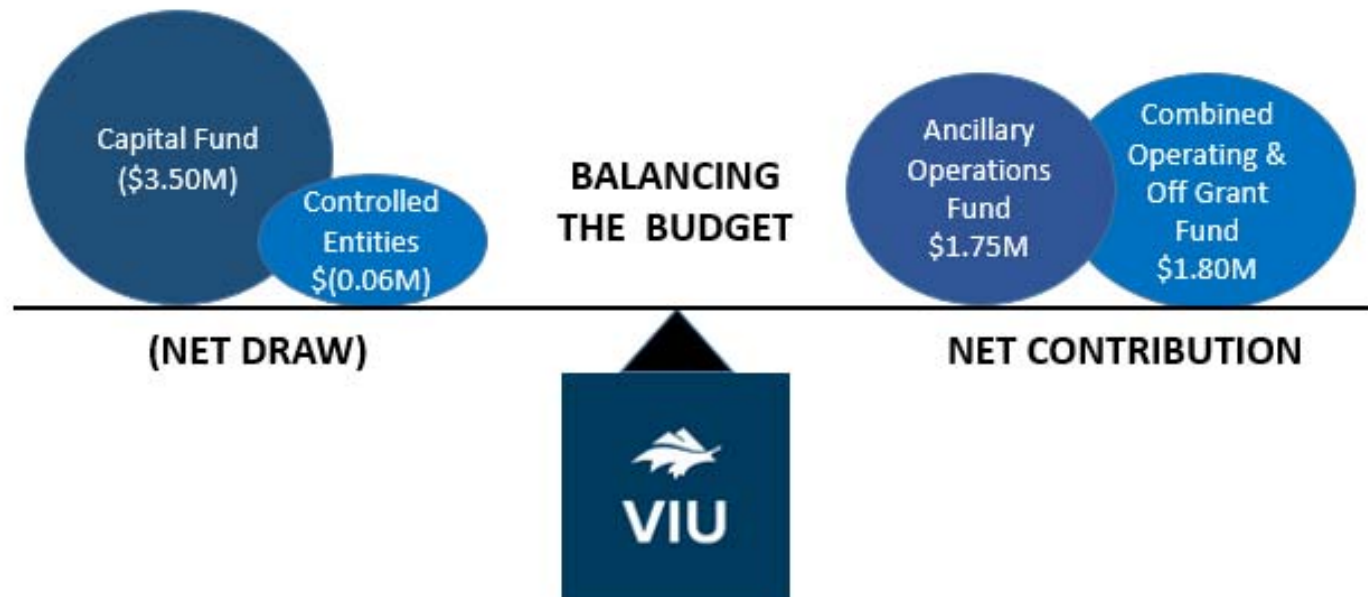 Capital Fund
($3.50M)
Controlled
Entities
$(0.06M)
BALANCING
THE BUDGET
Ancillary
Operations
Fund
$1.75M
Combined
Operating &
Off Grant
Fund
$1.80M
(NET DRAW)
NET CONTRIBUTION
VIU